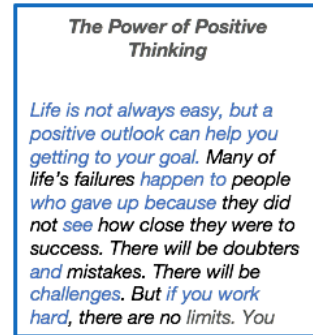 The Power of Positive
Thinking
Life is not always easy, but a
positive outlook can help you
getting to your goal. Many of
life's failures happen to people
who gave up because they did
not see how close they were to
success. There will be doubters
and mistakes. There will be
challenges. But if you work
hard, there are no limits. You